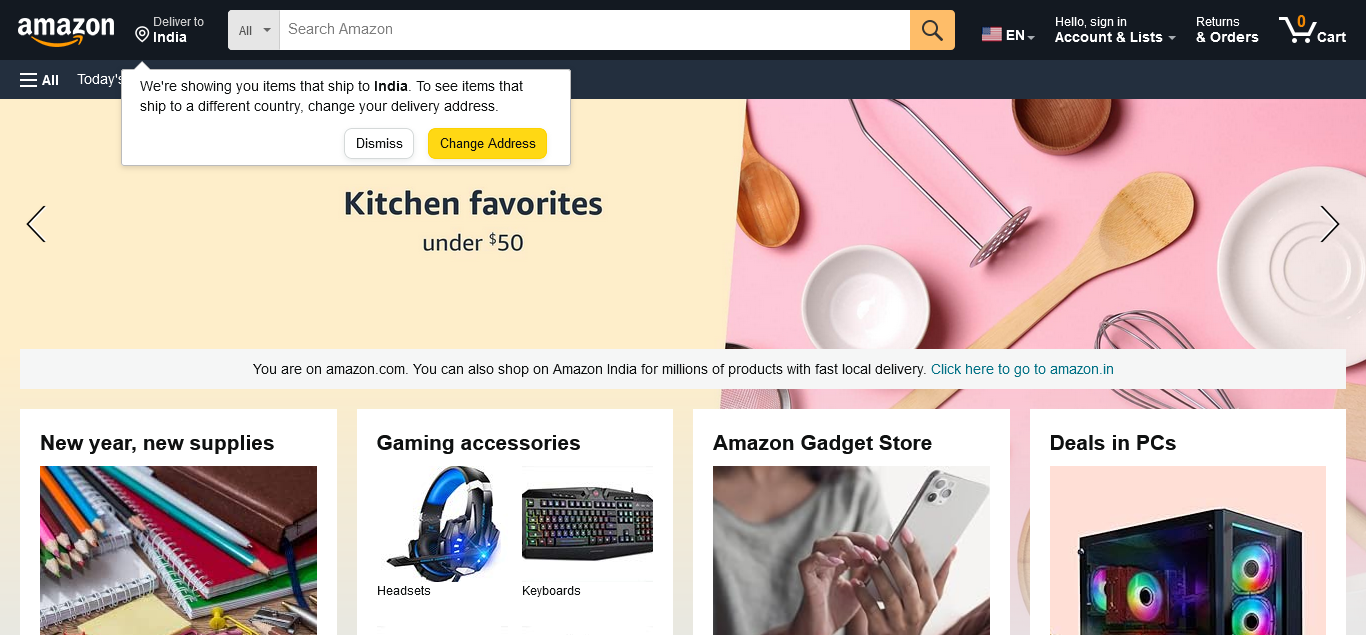 amazon
Deliver to
India
All
Search Amazon
EN
Hello, sign in
Account & Lists
Returns
& Orders
0
Cart
All
Today's
We're showing you items that ship to India. To see items that
ship to a different country, change your delivery address.
Dismiss
Change Address
Kitchen favorites
under $50
You are on amazon.com. You can also shop on Amazon India for millions of products with fast local delivery. Click here to go to amazon.in
New year, new supplies
Gaming accessories
Amazon Gadget Store
Deals in PCs
Headsets
Keyboards